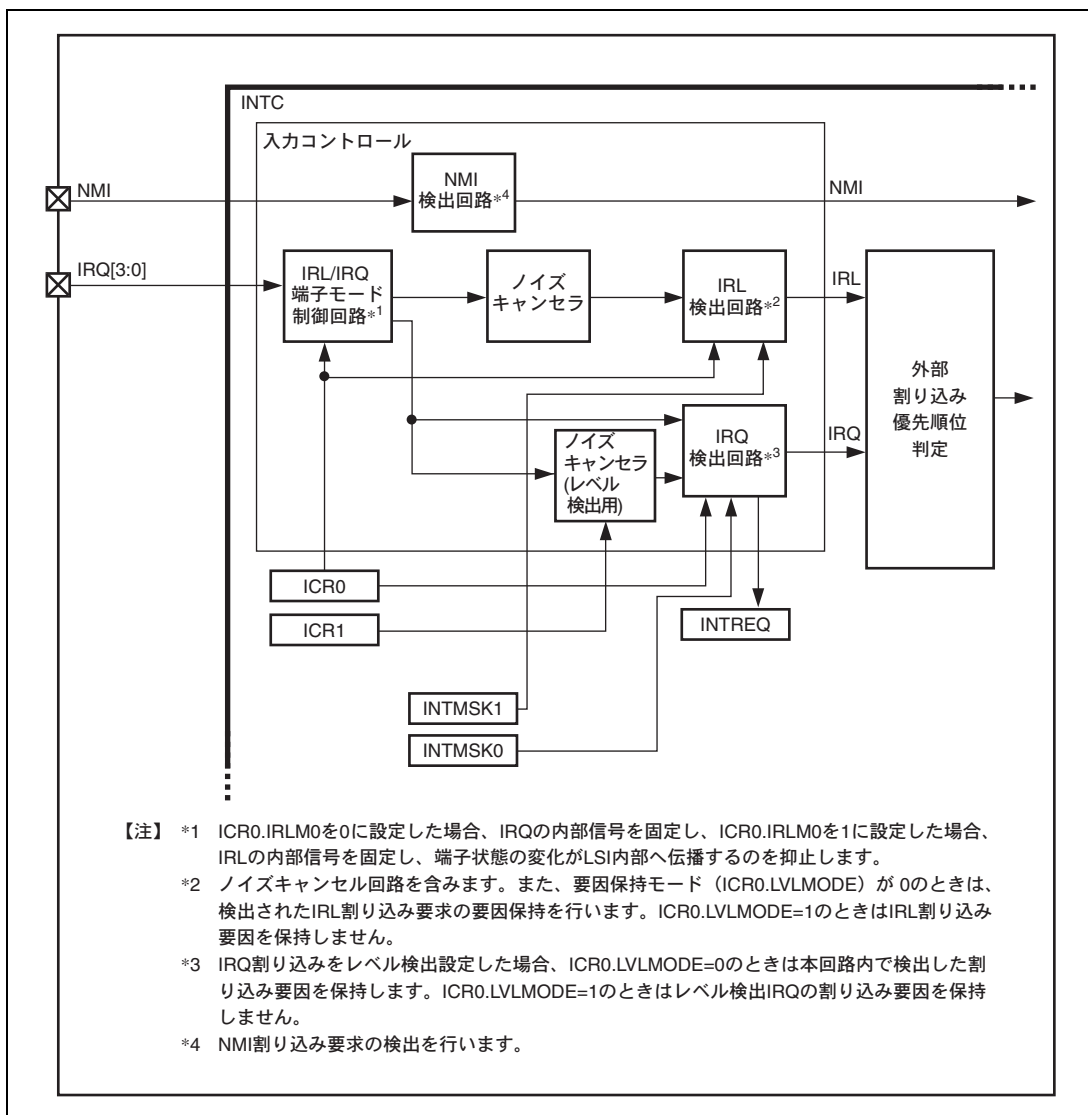 INTC
入力コントロール
NMI
NMI
検出回路*4
NMI
IRQ[3:0]
IRL/IRQ
端子モード
制御回路*1
ノイズ
キャンセラ
IRL
検出回路*2
IRL
外部
割り込み
優先順位
判定
ノイズ
キャンセラ
(レベル
検出用)
IRQ
検出回路*3
IRQ
ICR0
ICR1
INTREQ
INTMSK1
INTMSK0
【注】 *1 ICR0.IRLM0を0に設定した場合、IRQの内部信号を固定し、ICR0.IRLM0を1に設定した場合、
IRLの内部信号を固定し、端子状態の変化がLSI内部へ伝播するのを抑止します。
*2 ノイズキャンセル回路を含みます。また、要因保持モード（ICR0.LVLMODE）が 0のときは、
検出されたIRL割り込み要求の要因保持を行います。ICR0.LVLMODE=1のときはIRL割り込み
要因を保持しません。
*3 IRQ割り込みをレベル検出設定した場合、ICR0.LVLMODE=0のときは本回路内で検出した割
り込み要因を保持します。ICR0.LVLMODE=1のときはレベル検出IRQの割り込み要因を保持
しません。
*4 NMI割り込み要求の検出を行います。